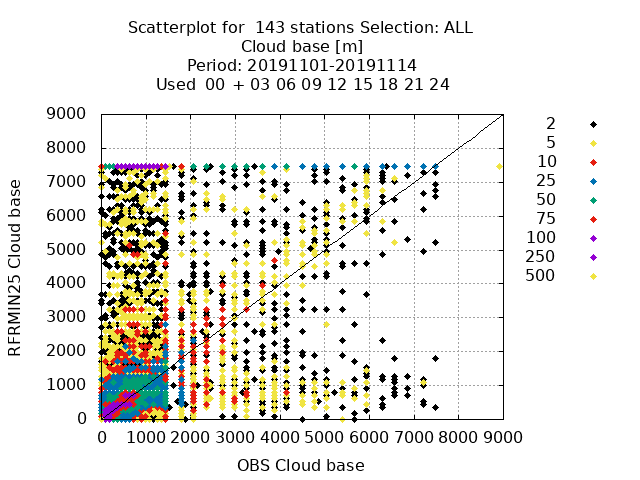 Scatterplot for  143 stations Selection: ALL
Cloud base [m]
Period: 20191101-20191114
Used  00 + 03 06 09 12 15 18 21 24
9000
8000
7000
6000
5000
4000
3000
2000
1000
0
RFRMIN25 Cloud base
0 1000 2000 3000 4000 5000 6000 7000 8000 9000
OBS Cloud base
2
5
10
25
50
75
100
250
500